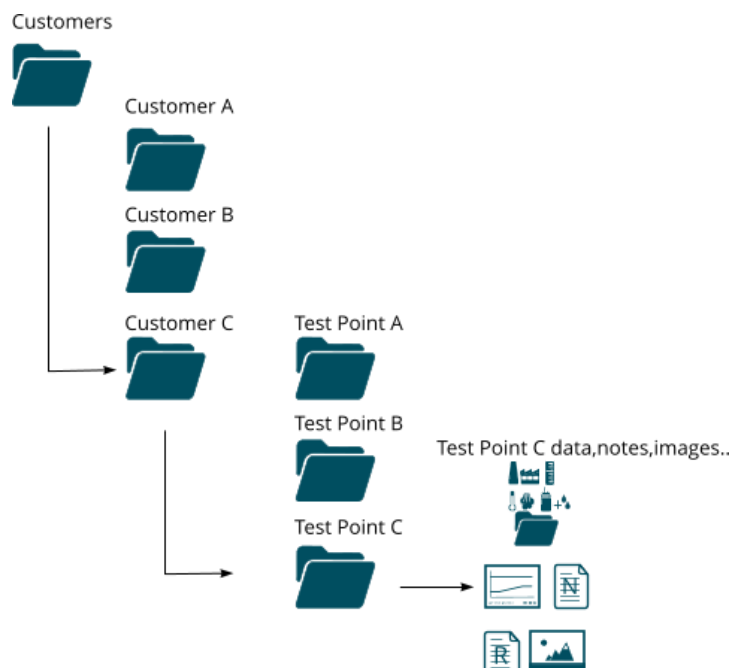 Customers
Customer A
Customer B
Customer C
Test Point A
Test Point B
Test Point C data,notes,images..
Test Point C
N
R